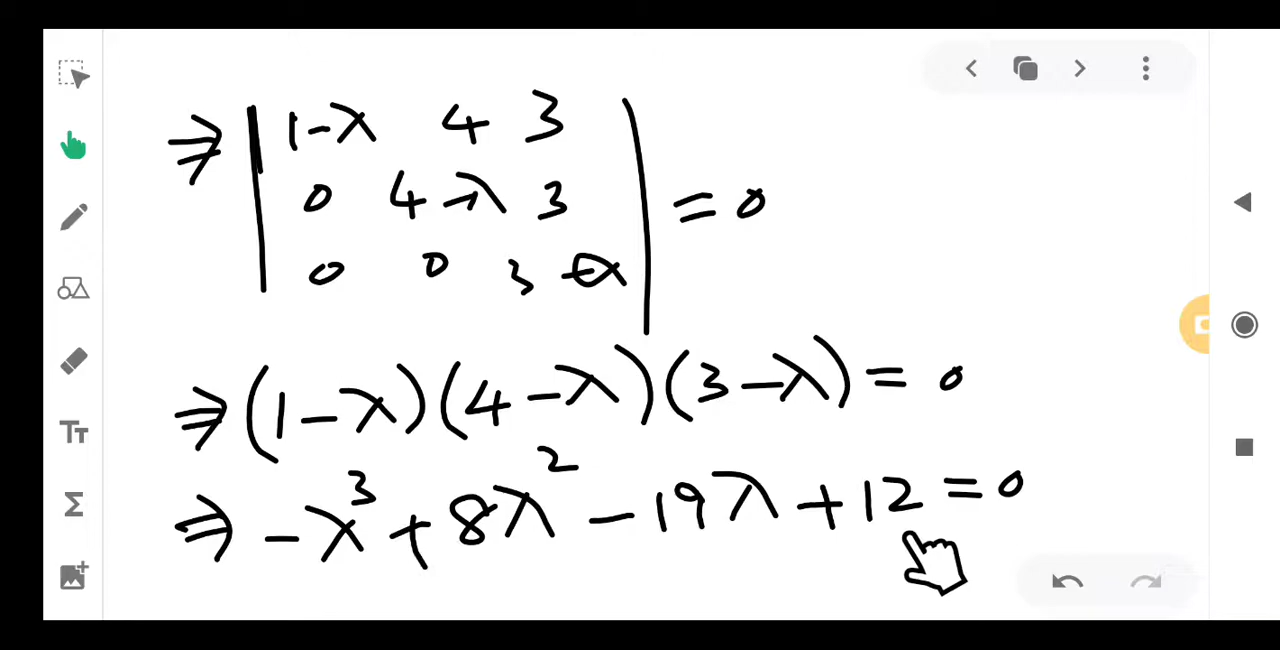 ⇒ | 1-λ 4 3 |
| 0 4-λ 3 | = 0
| 0 0 3-λ |
⇒ (1-λ)(4-λ)(3-λ) = 0
⇒ -λ³ + 8λ² - 19λ + 12 = 0
Tт
Σ